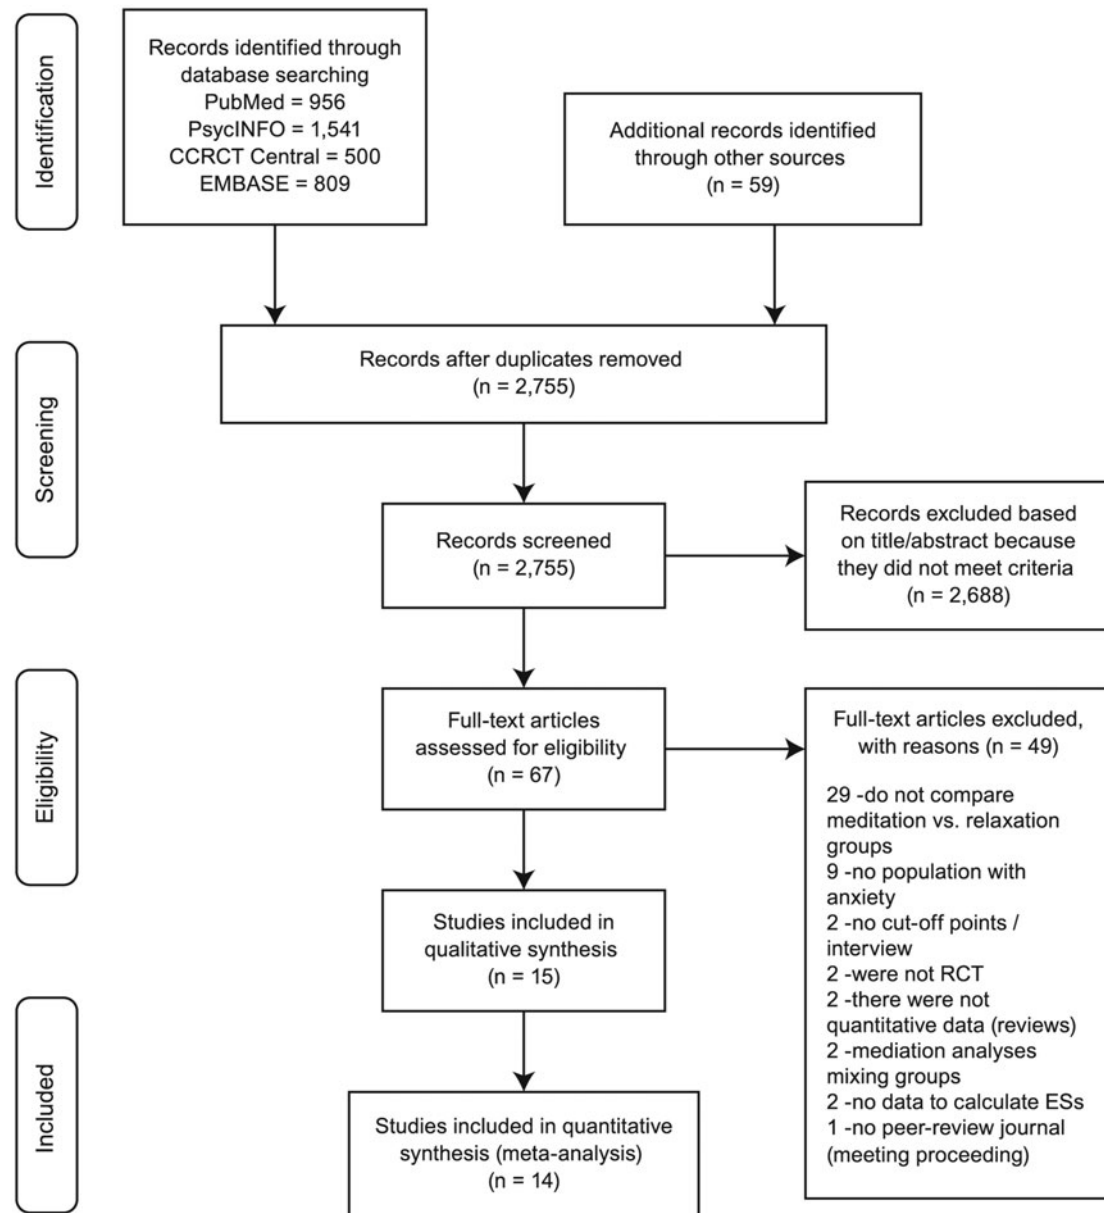 Identification
Records identified through
database searching
PubMed = 956
PsycINFO = 1,541
CCRCT Central = 500
EMBASE = 809
Additional records identified
through other sources
(n = 59)
Screening
Records after duplicates removed
(n = 2,755)
Records screened
(n = 2,755)
Records excluded based
on title/abstract because
they did not meet criteria
(n = 2,688)
Eligibility
Full-text articles
assessed for eligibility
(n = 67)
Full-text articles excluded,
with reasons (n = 49)
29 -do not compare
meditation vs. relaxation
groups
9 -no population with
anxiety
2 -no cut-off points /
interview
2 -were not RCT
2 -there were not
quantitative data (reviews)
2 -mediation analyses
mixing groups
2 -no data to calculate ESs
1 -no peer-review journal
(meeting proceeding)
Studies included in
qualitative synthesis
(n = 15)
Included
Studies included in quantitative
synthesis (meta-analysis)
n = 14)